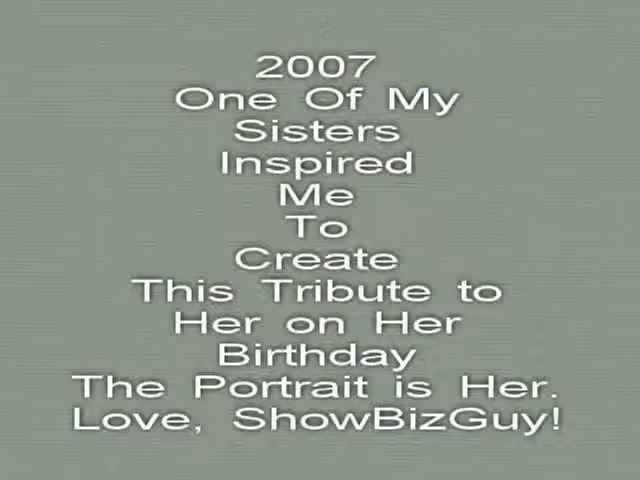 2007
One Of My
Sisters
Inspired
Me
To
Create
This Tribute to
Her on Her
Birthday
The Portrait is Her.
Love, ShowBizGuy!